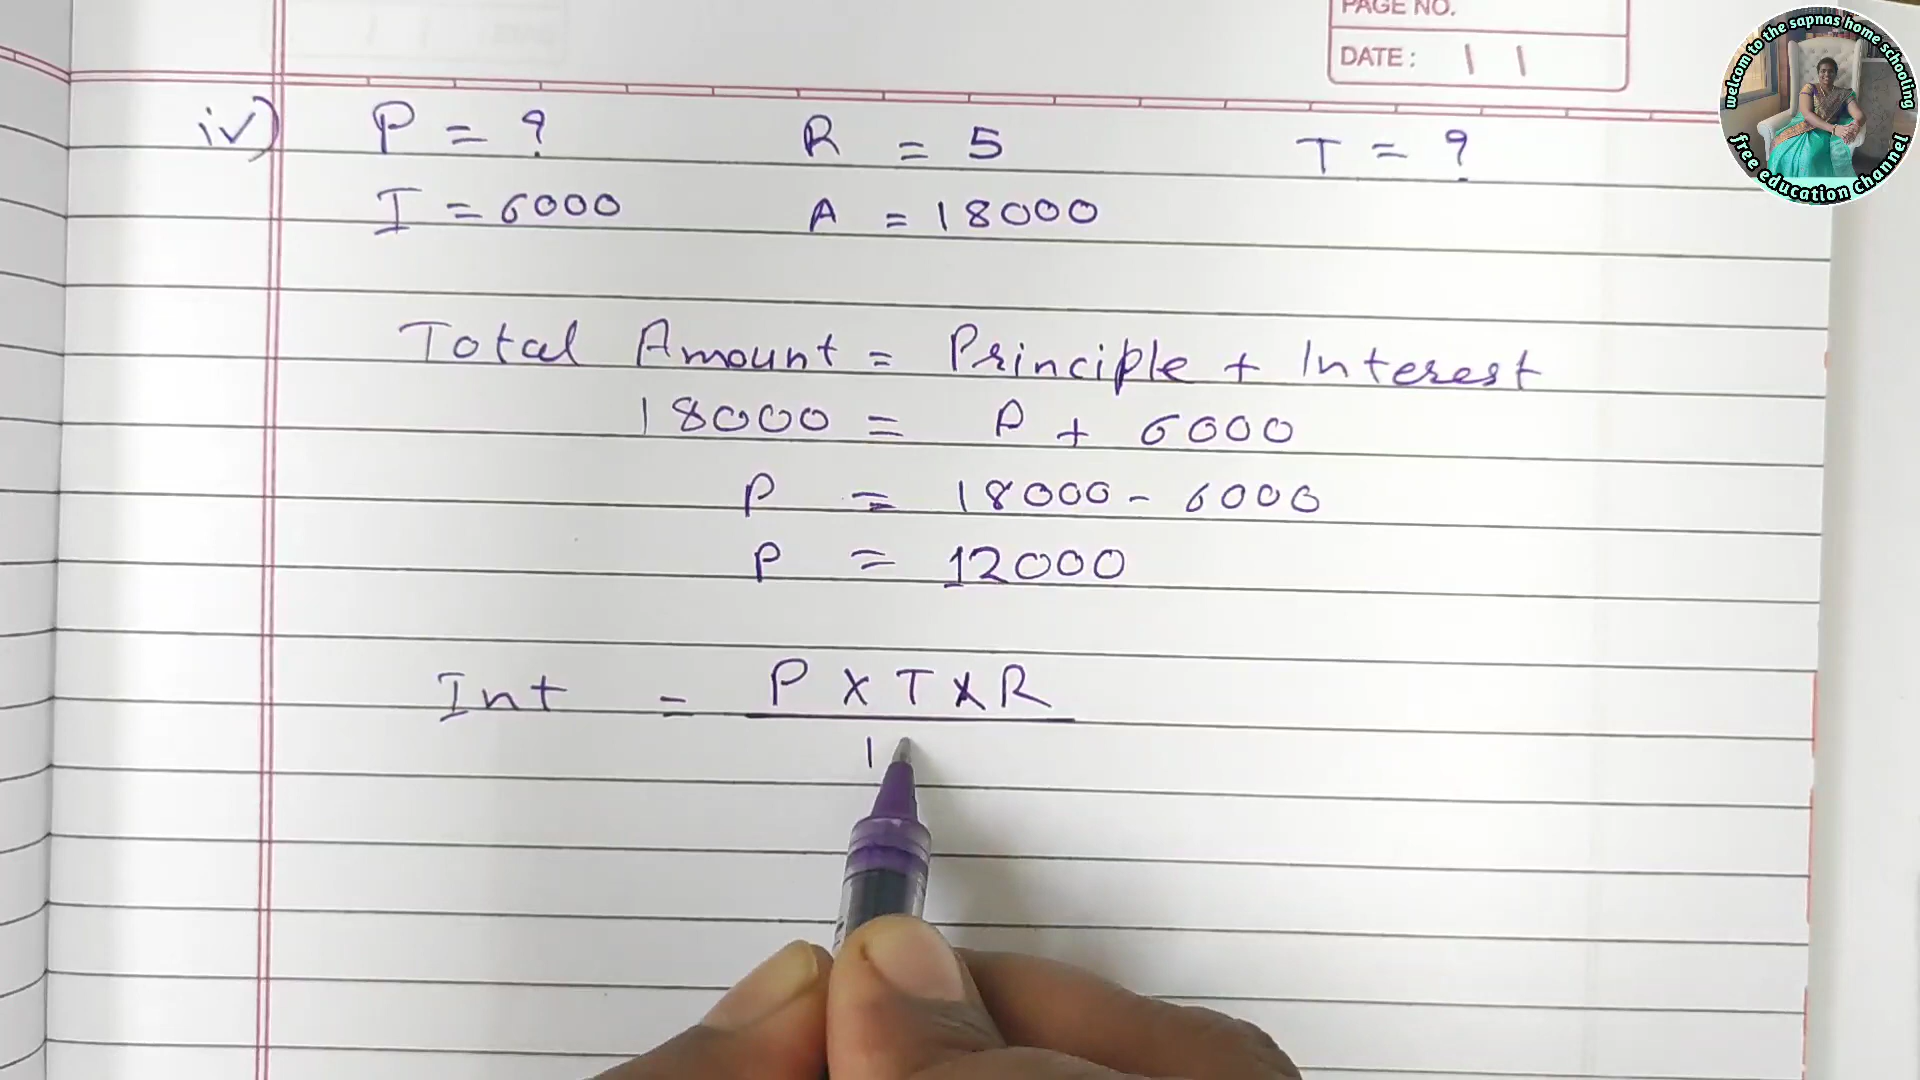 PAGE NO.
DATE :
welcom to the sapnas home schooling
free education channel
iv) P = ? R = 5 T = ?
I = 6000 A = 18000
Total Amount = Principle + Interest
18000 = P + 6000
P = 18000 - 6000
P = 12000
Int = P x T x R
1